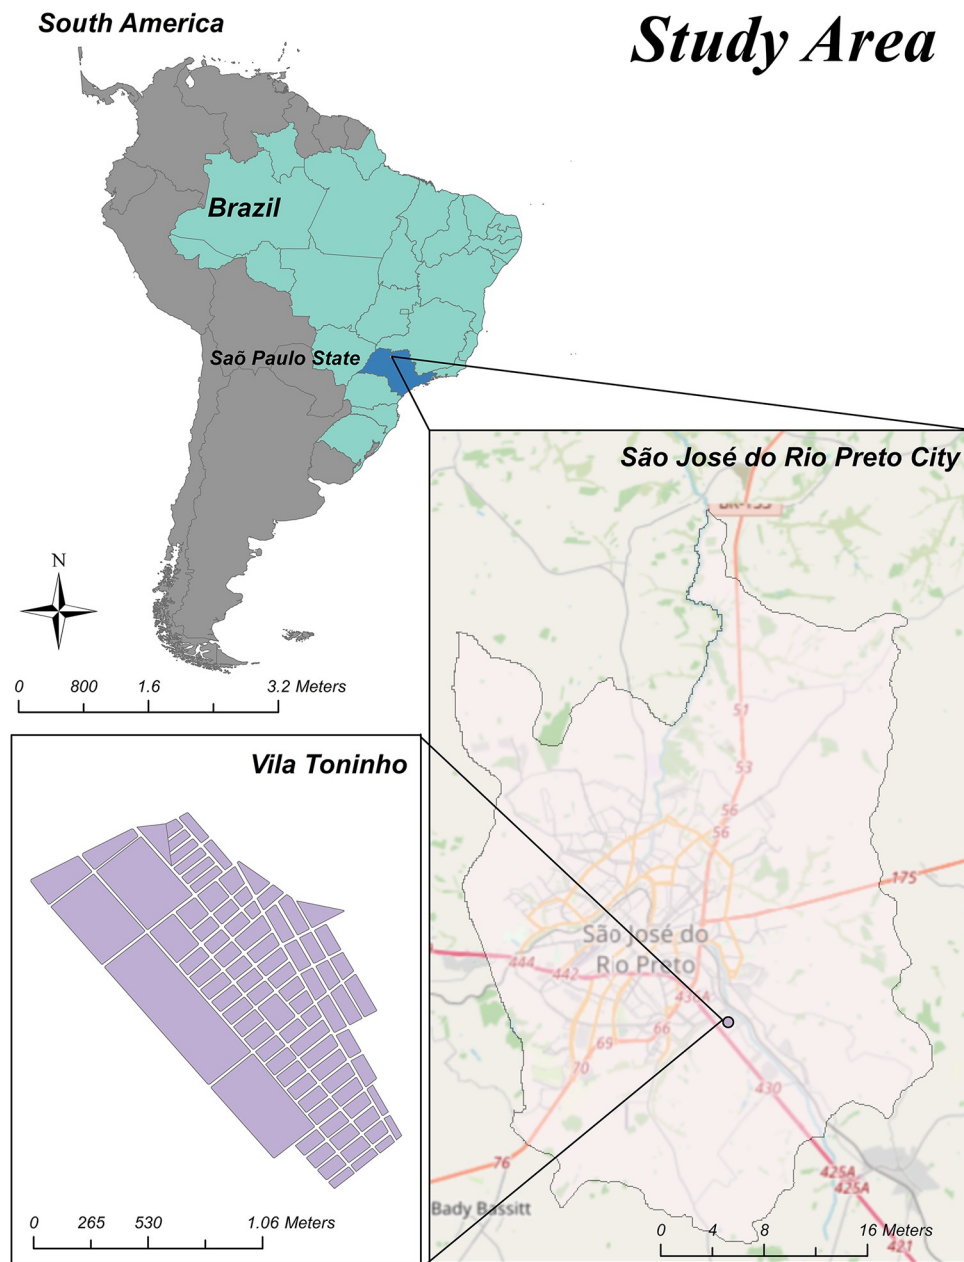 South America
Study Area
Brazil
Saõ Paulo State
São José do Rio Preto City
N
0 800 1.6 3.2 Meters
Vila Toninho
51
53
56
56
175
São José do
Rio Preto
444
442
436A
66
69
70
430
76
425A
425A
Bady Bassitt
421
0 265 530 1.06 Meters
0 4 8 16 Meters